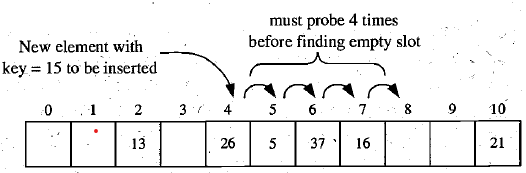 must probe 4 times
before finding empty slot
New element with
key = 15 to be inserted
0 1 2 3 4 5 6 7 8 9 10
13 26 5 37 16 21